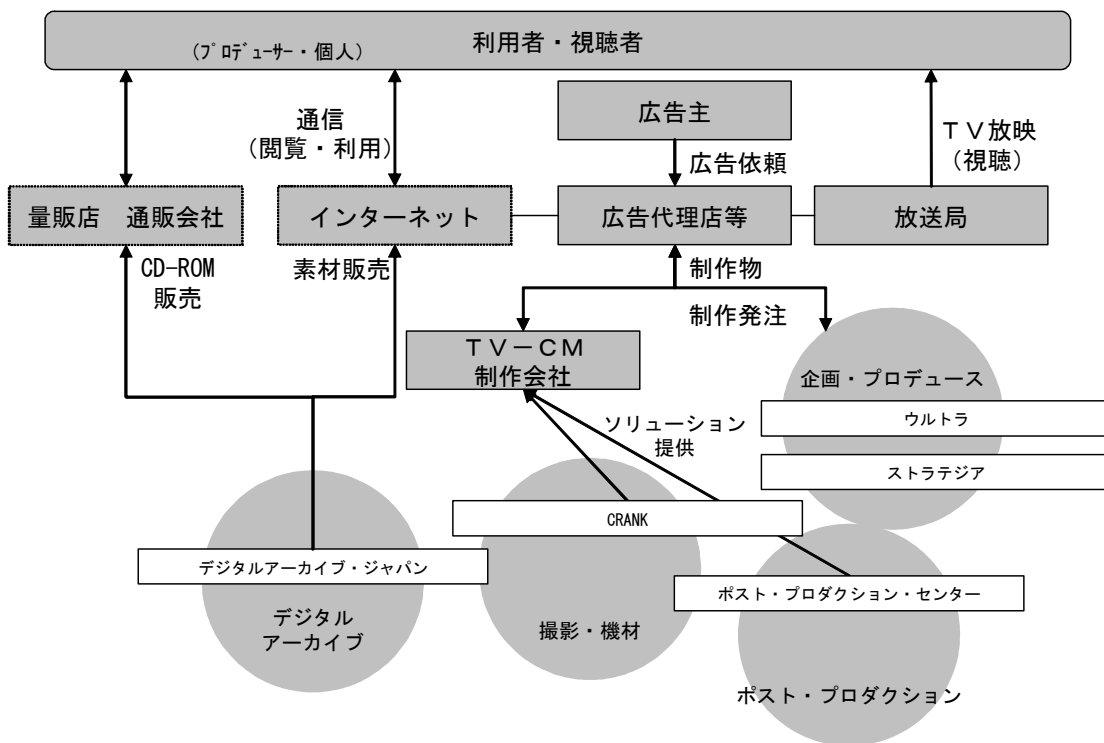 利用者・視聴者
(ﾌﾟﾛﾃﾞｭｰｻｰ・個人)
通信
(閲覧・利用)
広告主
広告依頼
ＴＶ放映
(視聴)
量販店　通販会社
インターネット
広告代理店等
放送局
CD-ROM
販売
素材販売
制作物
制作発注
ＴＶ－ＣＭ
制作会社
企画・プロデュース
ウルトラ
ソリューション
提供
ストラテジア
CRANK
デジタルアーカイブ・ジャパン
ポスト・プロダクション・センター
デジタル
アーカイブ
撮影・機材
ポスト・プロダクション